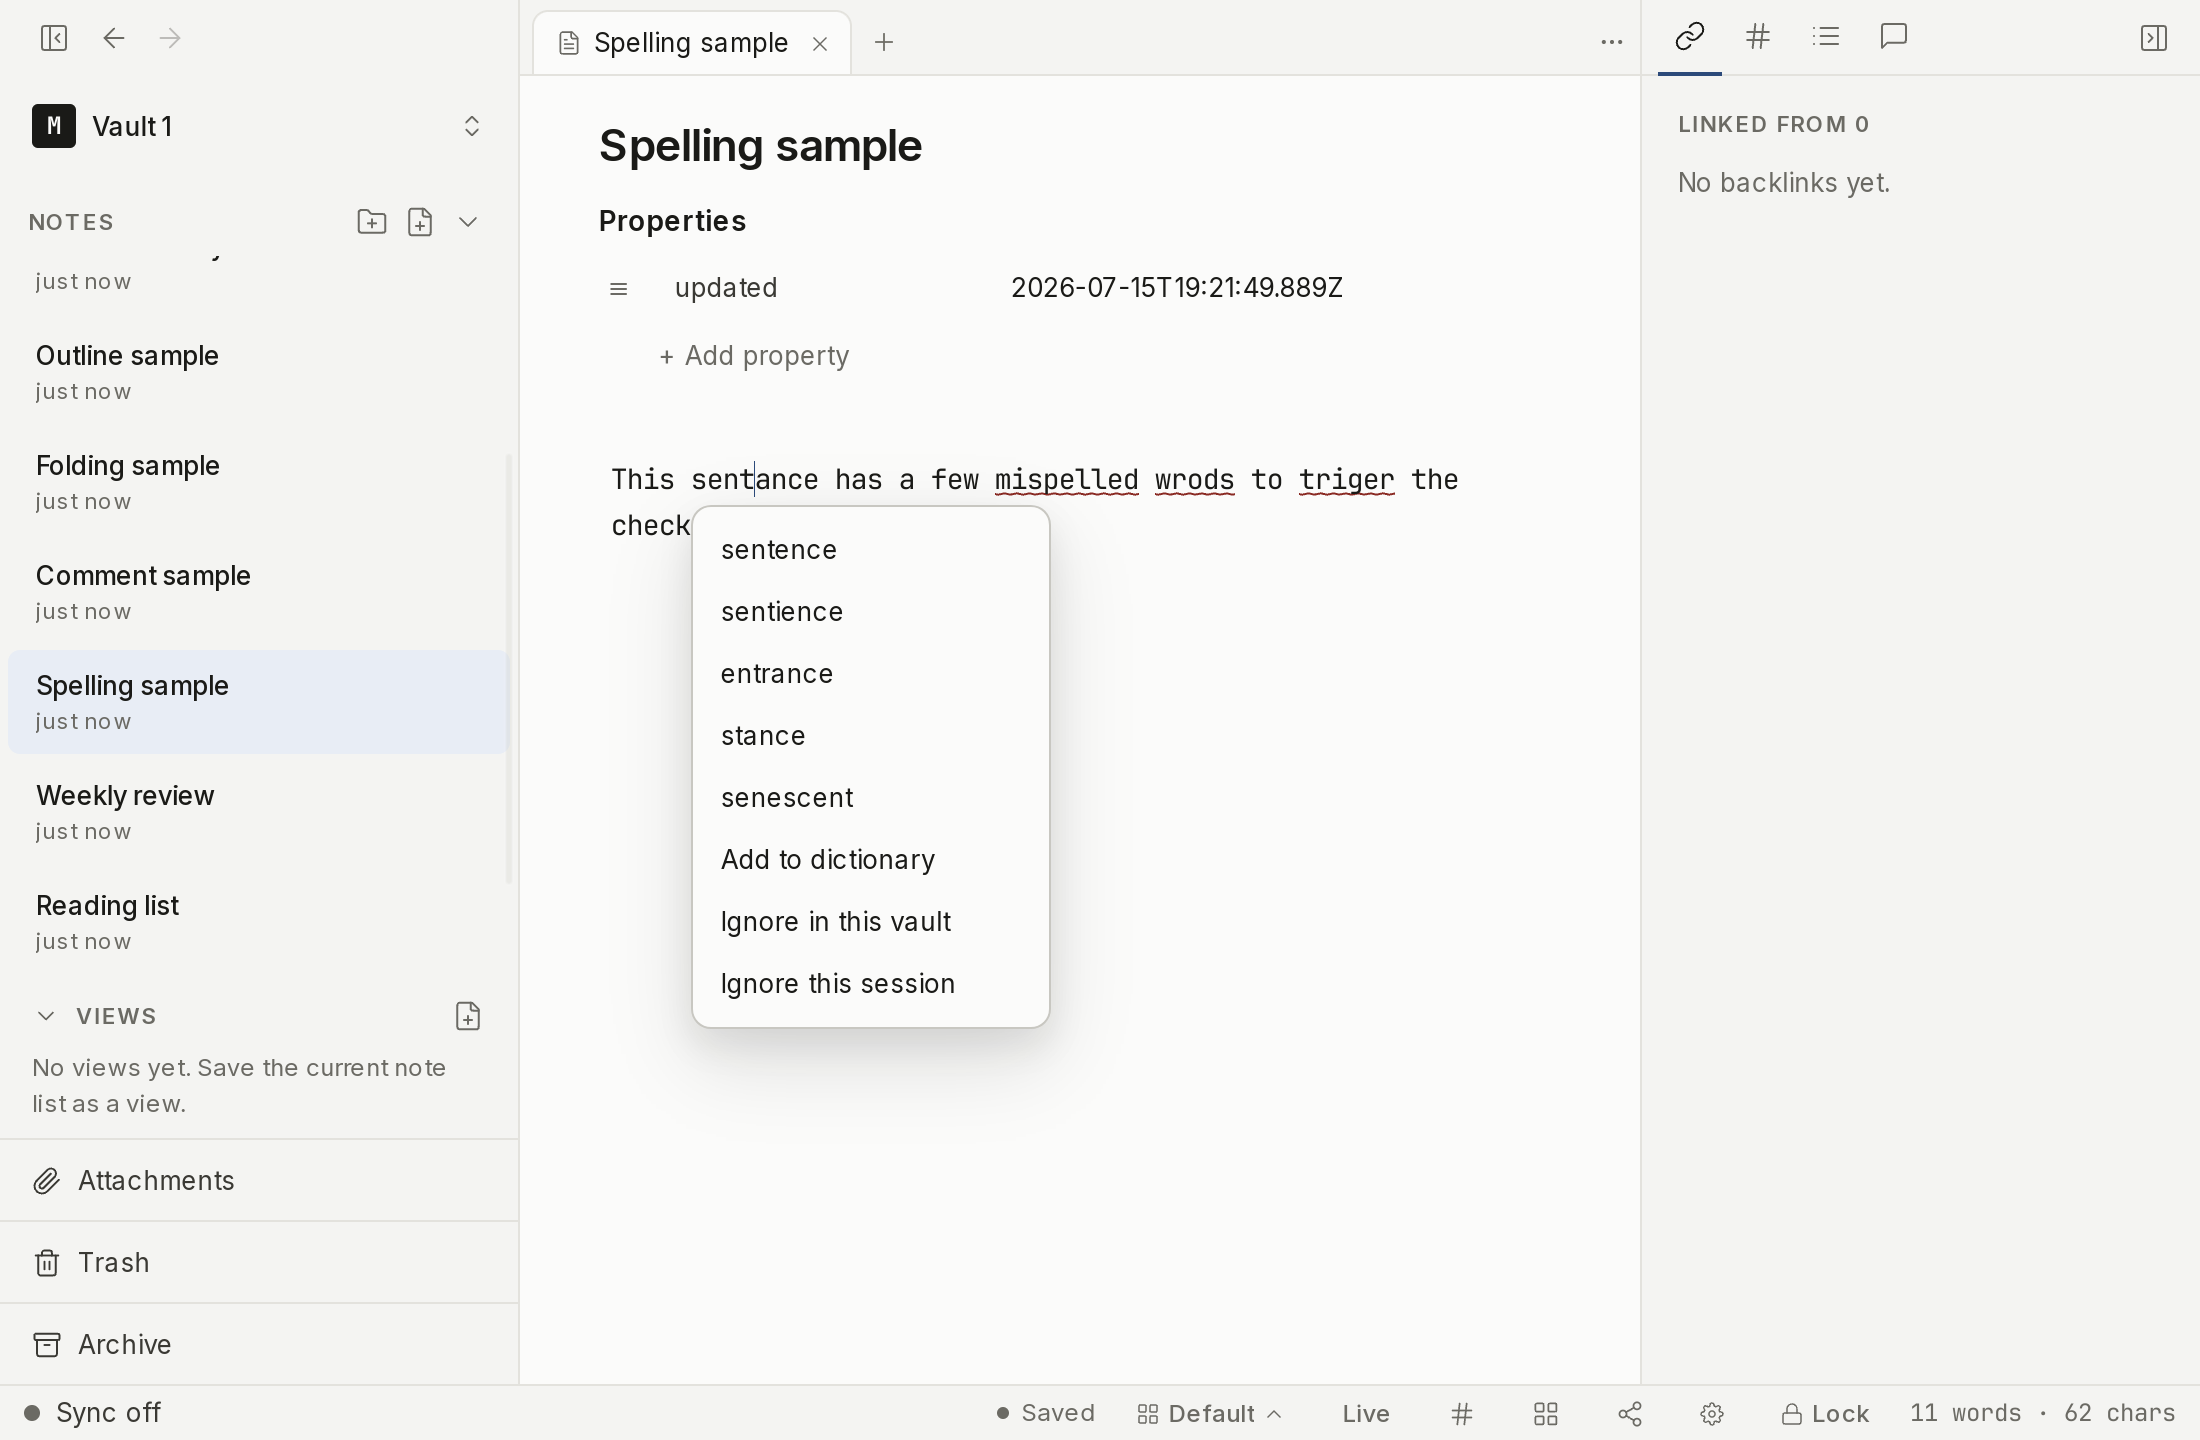 Spelling sample
M Vault 1
NOTES
just now
Outline sample
just now
Folding sample
just now
Comment sample
just now
Spelling sample
just now
Weekly review
just now
Reading list
just now
VIEWS
No views yet. Save the current note
list as a view.
Attachments
Trash
Archive
Spelling sample
Properties
updated 2026-07-15T19:21:49.889Z
+ Add property
This sentance has a few mispelled wrods to triger the
check
sentence
sentience
entrance
stance
senescent
Add to dictionary
Ignore in this vault
Ignore this session
LINKED FROM 0
No backlinks yet.
Sync off
Saved
Default
Live
Lock
11 words · 62 chars